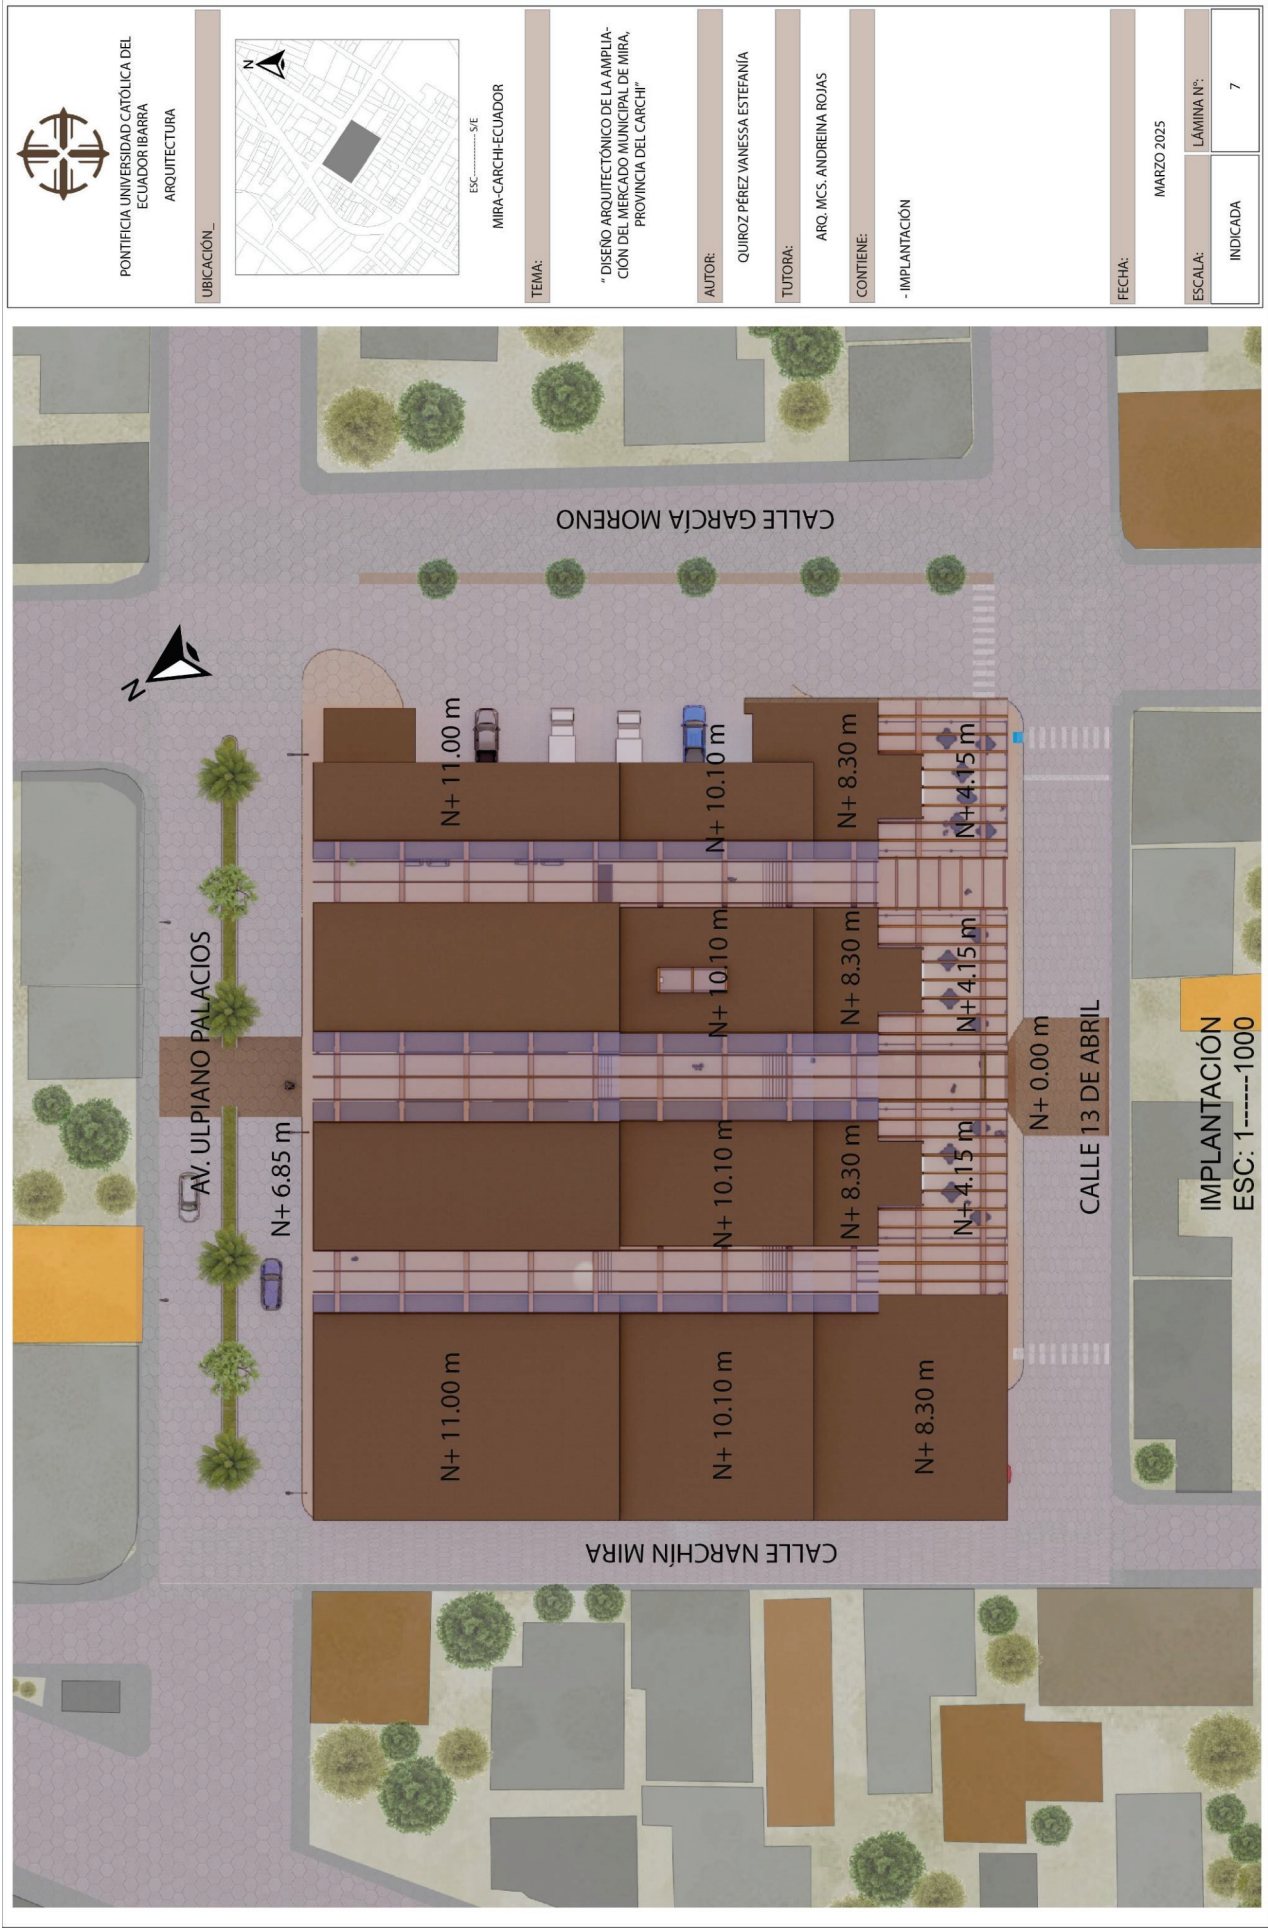 PONTIFICIA UNIVERSIDAD CATÓLICA DEL
ECUADOR IBARRA
ARQUITECTURA
UBICACIÓN_
N
ESC-------------- S/E
MIRA-CARCHI-ECUADOR
TEMA:
" DISEÑO ARQUITECTÓNICO DE LA AMPLIA-
CIÓN DEL MERCADO MUNICIPAL DE MIRA,
PROVINCIA DEL CARCHI"
AUTOR:
QUIROZ PÉREZ VANESSA ESTEFANÍA
TUTORA:
ARQ. MCS. ANDREINA ROJAS
CONTIENE:
- IMPLANTACIÓN
FECHA:
MARZO 2025
ESCALA:
LÁMINA N°:
INDICADA
7
N
AV. ULPIANO PALACIOS
N+ 6.85 m
CALLE NARCHÍN MIRA
CALLE GARCÍA MORENO
N+ 11.00 m
N+ 11.00 m
N+ 10.10 m
N+ 10.10 m
N+ 10.10 m
N+ 10.10 m
N+ 8.30 m
N+ 8.30 m
N+ 8.30 m
N+ 8.30 m
N+ 4.15 m
N+ 4.15 m
N+ 4.15 m
N+ 0.00 m
CALLE 13 DE ABRIL
IMPLANTACIÓN
ESC: 1------1000